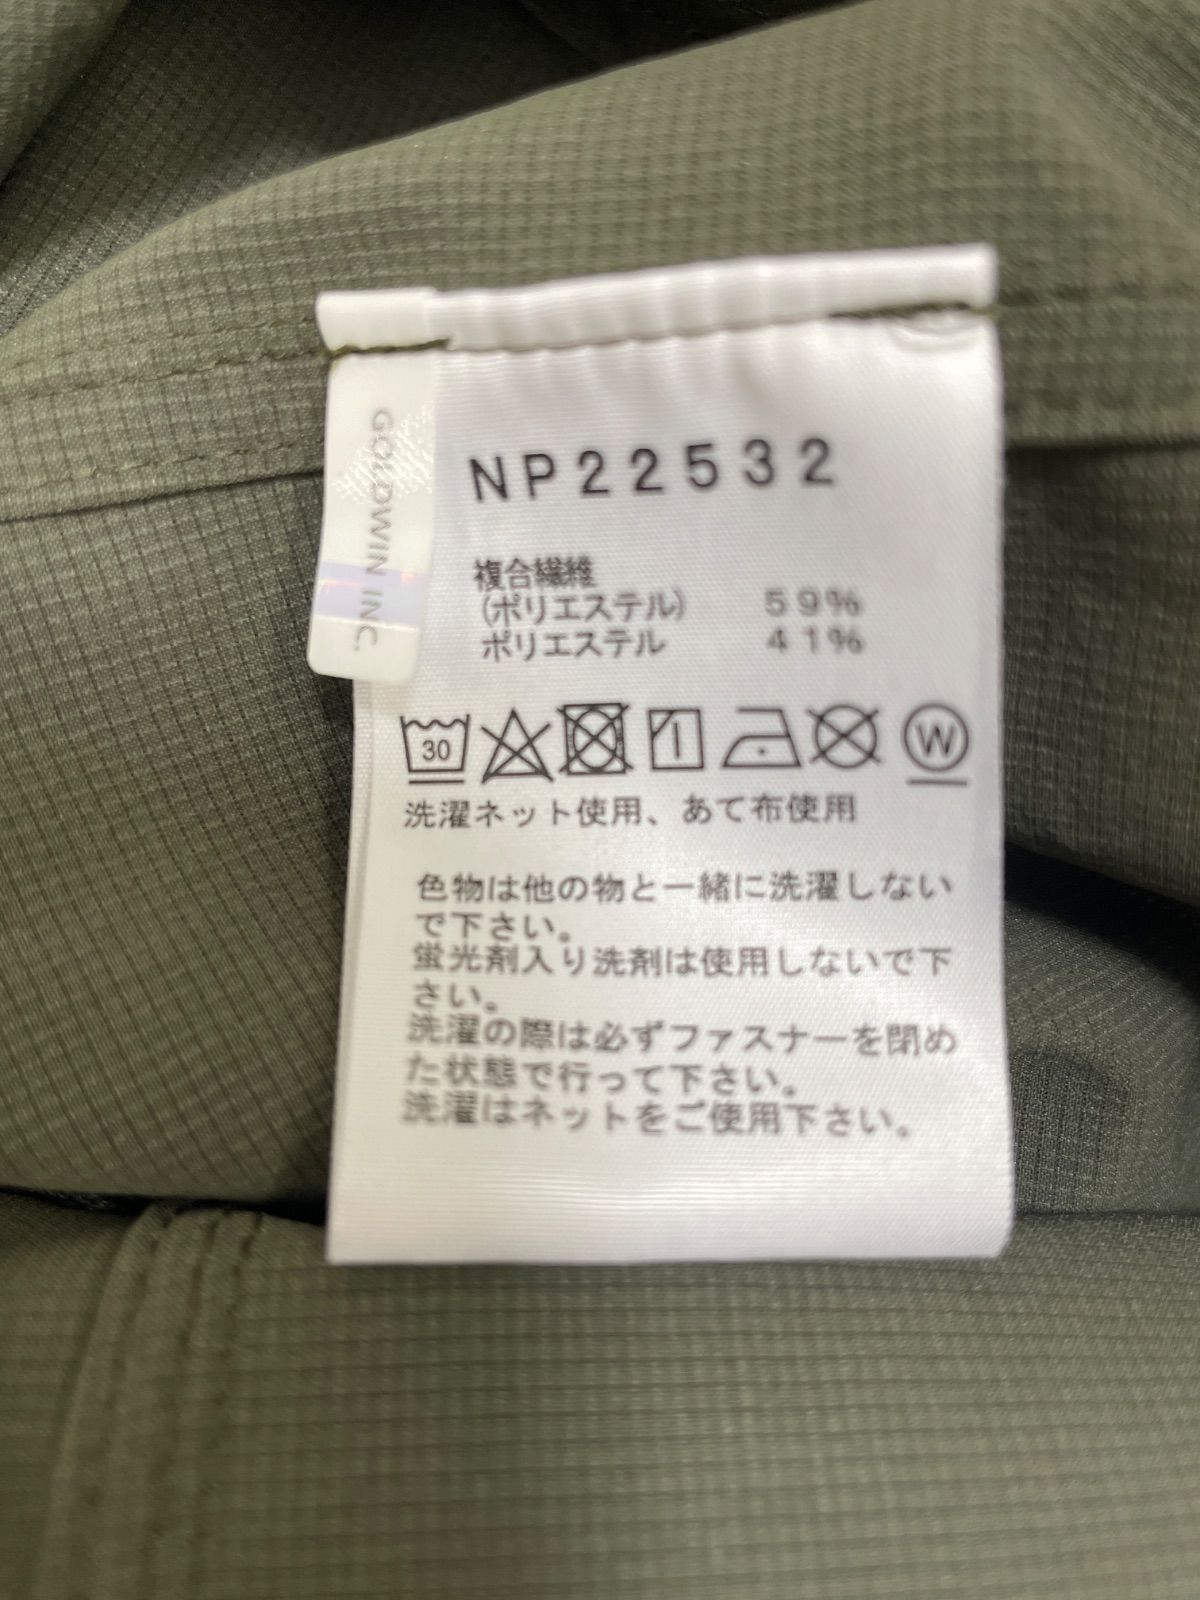 GOLDWIN INC.
NP22532
複合繊維
(ポリエステル) 59%
ポリエステル 41%
30
W
洗濯ネット使用、あて布使用
色物は他の物と一緒に洗濯しない
で下さい。
蛍光剤入り洗剤は使用しないで下
さい。
洗濯の際は必ずファスナーを閉め
た状態で行って下さい。
洗濯はネットをご使用下さい。